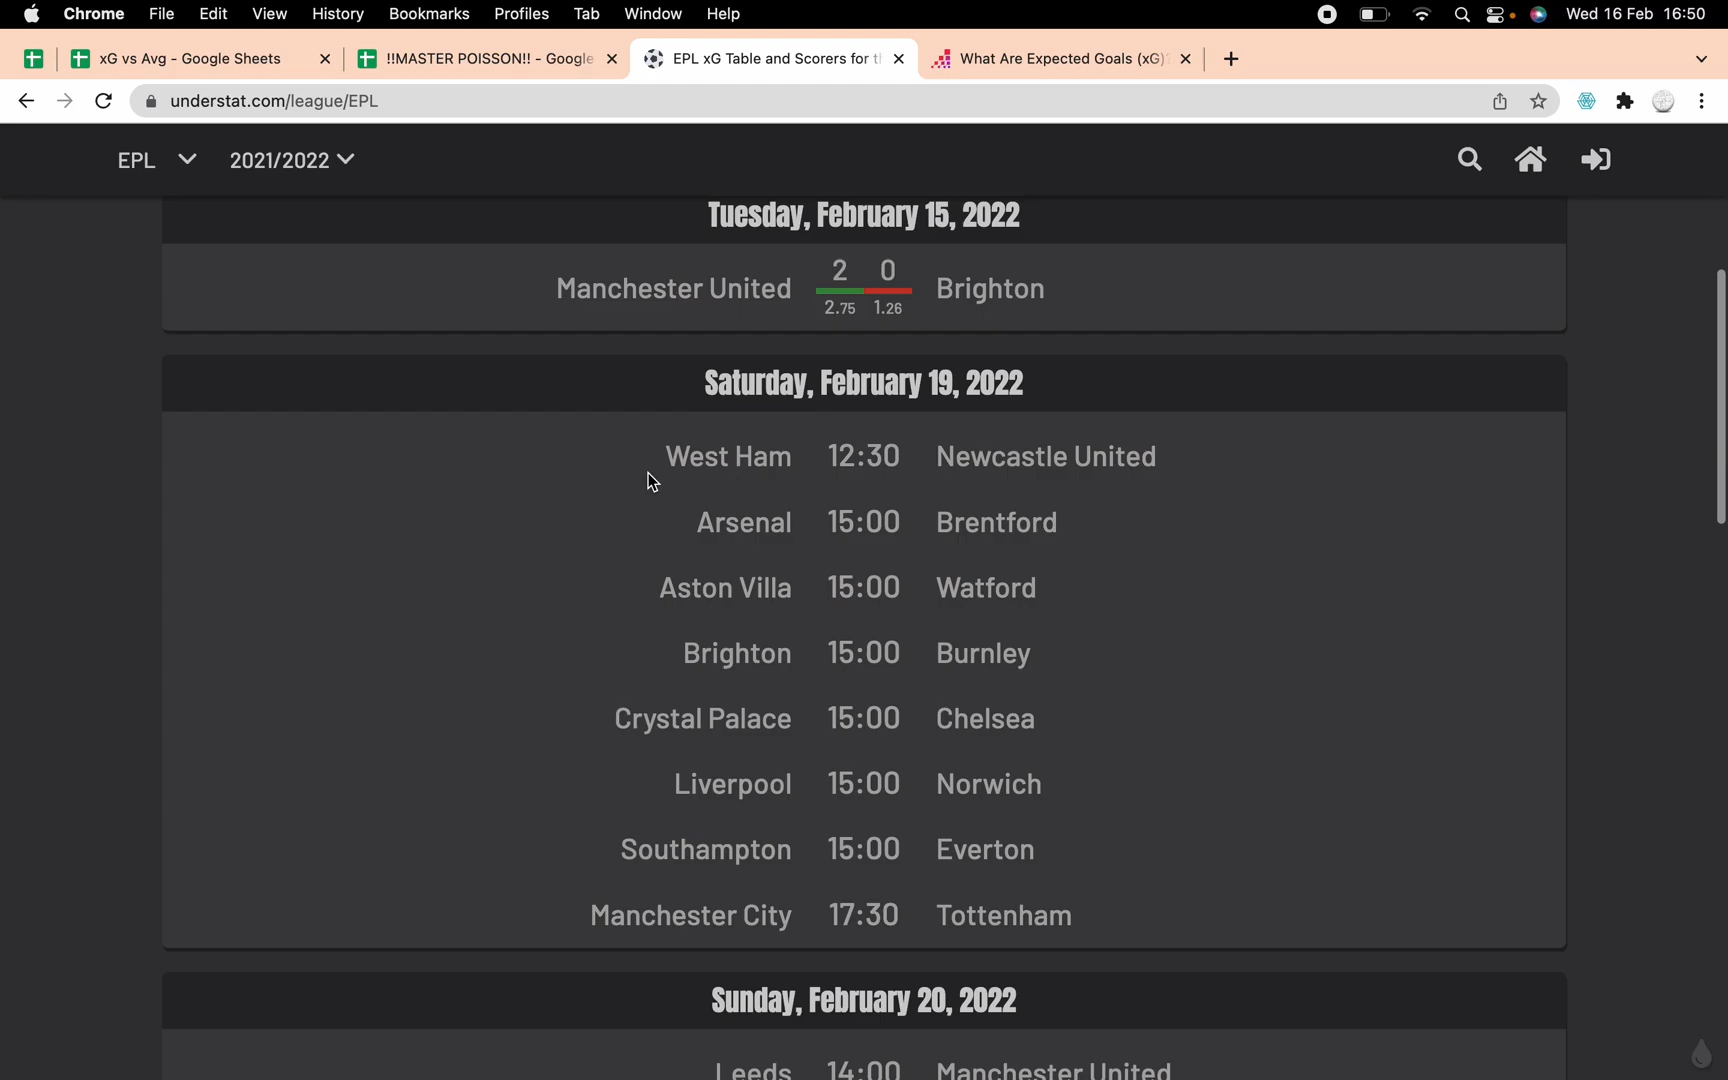 Chrome File Edit View History Bookmarks Profiles Tab Window Help Wed 16 Feb 16:50
xG vs Avg - Google Sheets !!MASTER POISSON!! - Google EPL xG Table and Scorers for t What Are Expected Goals (xG)?
understat.com/league/EPL
EPL 2021/2022
Tuesday, February 15, 2022
Manchester United 2 0 Brighton
2.75 1.26
Saturday, February 19, 2022
West Ham 12:30 Newcastle United
Arsenal 15:00 Brentford
Aston Villa 15:00 Watford
Brighton 15:00 Burnley
Crystal Palace 15:00 Chelsea
Liverpool 15:00 Norwich
Southampton 15:00 Everton
Manchester City 17:30 Tottenham
Sunday, February 20, 2022
Leeds 14:00 Manchester United